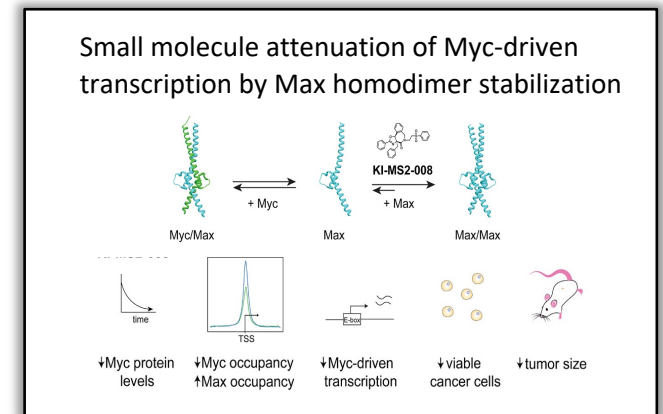 Small molecule attenuation of Myc-driven
transcription by Max homodimer stabilization
KI-MS2-008
+ Myc
+ Max
Myc/Max
Max
Max/Max
time
TSS
E-box
↓Myc protein
levels
↓Myc occupancy
↑Max occupancy
↓Myc-driven
transcription
↓viable
cancer cells
↓tumor size